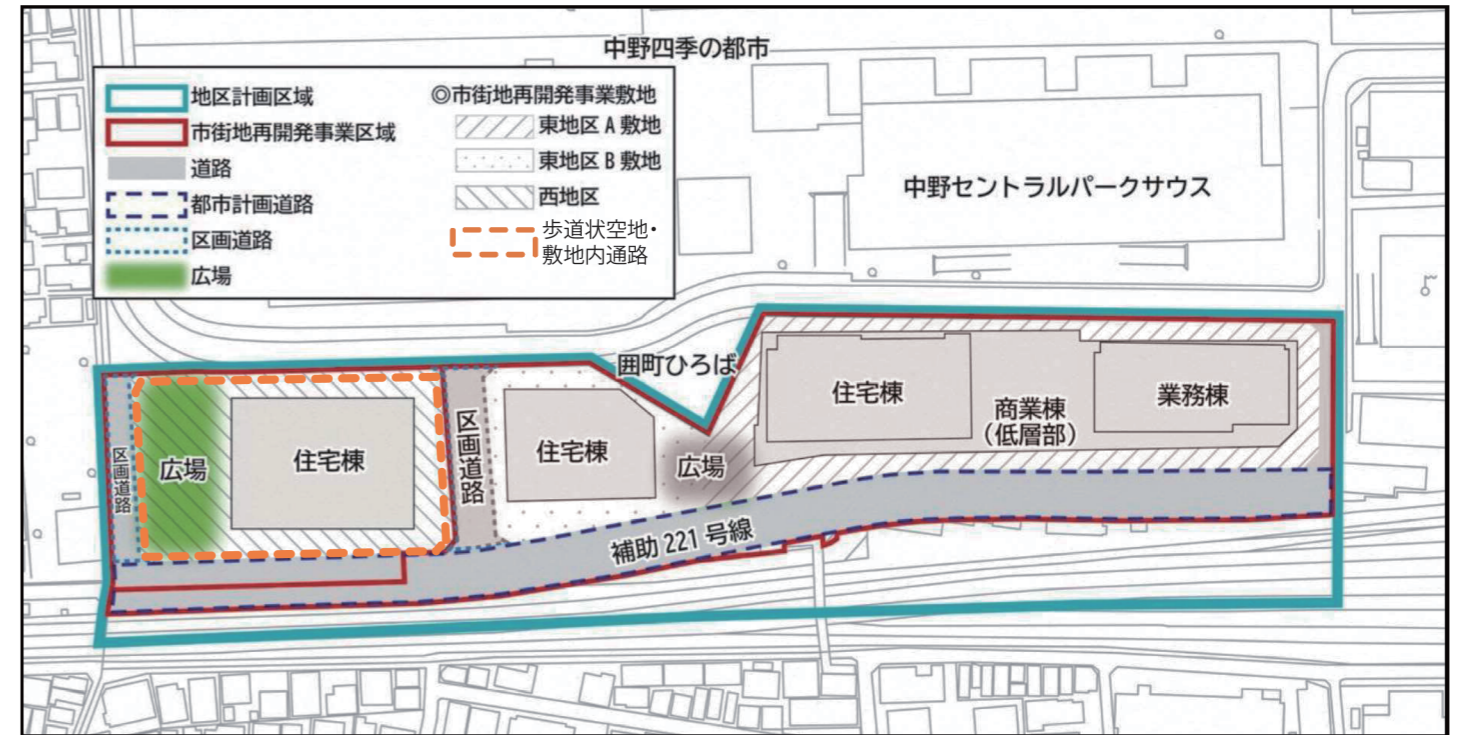 中野四季の都市
地区計画区域
市街地再開発事業区域
道路
都市計画道路
区画道路
広場
◎市街地再開発事業敷地
東地区 A 敷地
東地区 B 敷地
西地区
歩道状空地・
敷地内通路
中野セントラルパークサウス
囲町ひろば
区画道路
広場
住宅棟
区画道路
住宅棟
広場
住宅棟
商業棟
(低層部)
業務棟
補助 221 号線